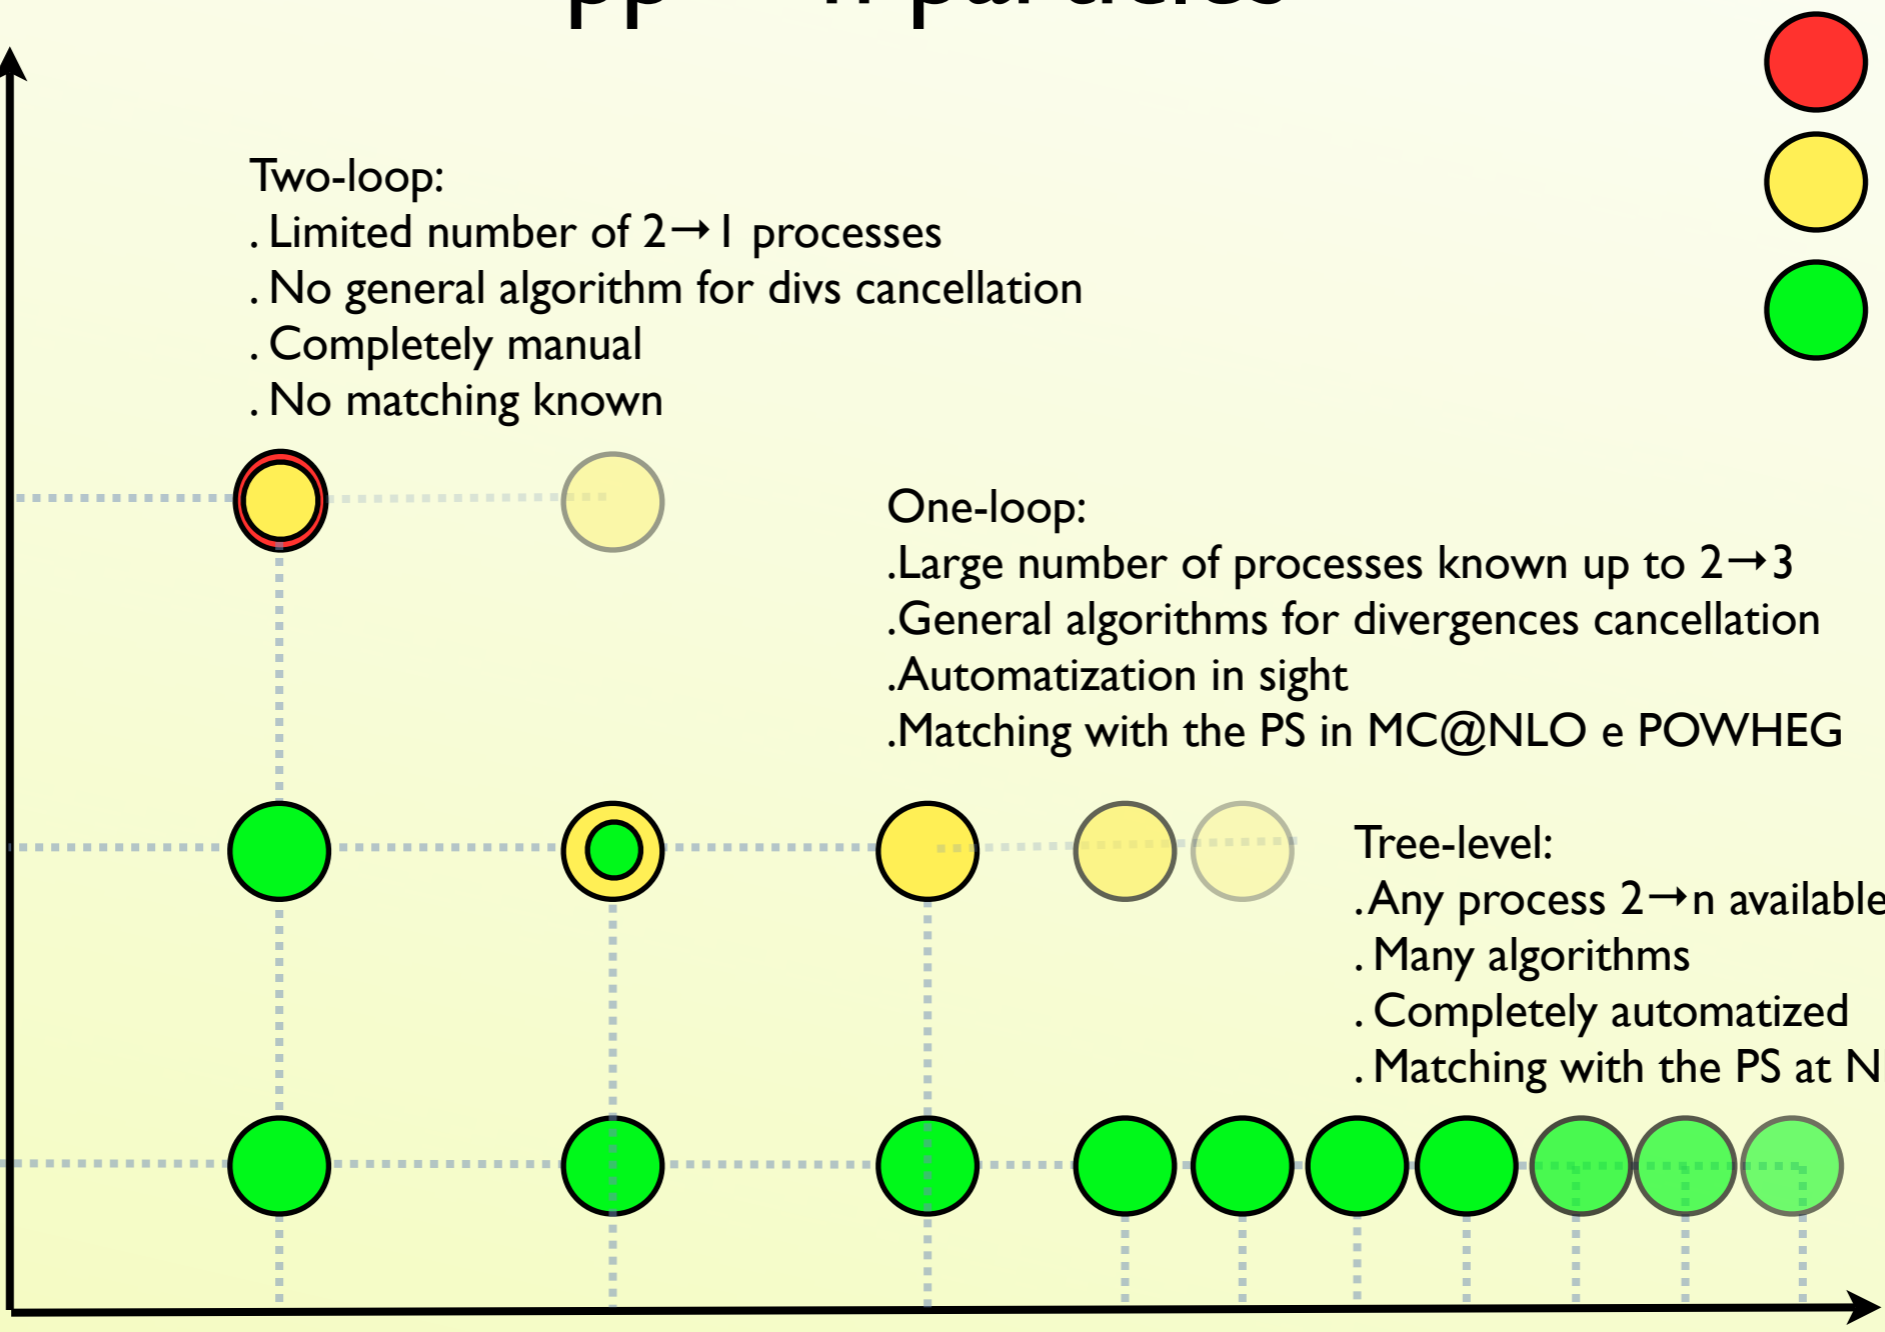 pp → n particles
Two-loop:
. Limited number of 2→1 processes
. No general algorithm for divs cancellation
. Completely manual
. No matching known
One-loop:
.Large number of processes known up to 2→3
.General algorithms for divergences cancellation
.Automatization in sight
.Matching with the PS in MC@NLO e POWHEG
Tree-level:
.Any process 2→n available
. Many algorithms
. Completely automatized
. Matching with the PS at N